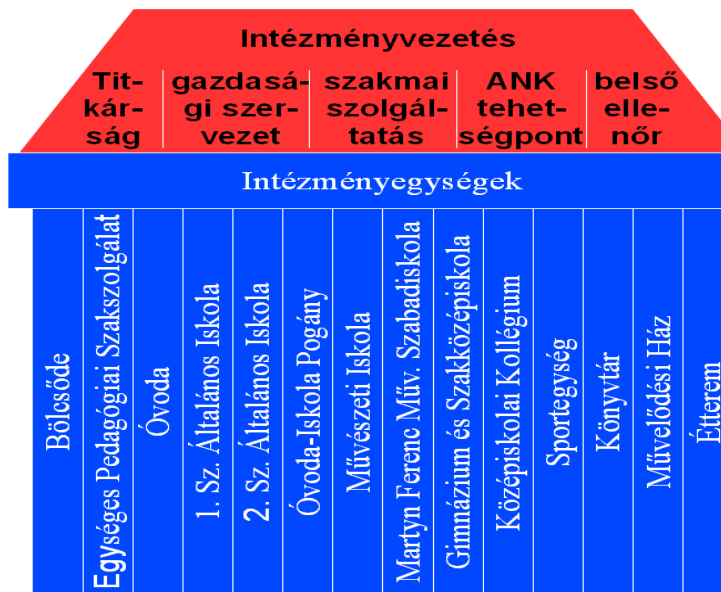 Intézményvezetés
Tit- gazdasá- szakmai ANK belső
kár- gi szer- szolgál- tehet- elle-
ság vezet tatás ségpont nőr
Intézményegységek
Bölcsőde
Egységes Pedagógiai Szakszolgálat
Óvoda
1. Sz. Általános Iskola
2. Sz. Általános Iskola
Óvoda-Iskola Pogány
Művészeti Iskola
Martyn Ferenc Műv. Szabadiskola
Gimnázium és Szakközépiskola
Középiskolai Kollégium
Sportegység
Könyvtár
Művelődési Ház
Étterem